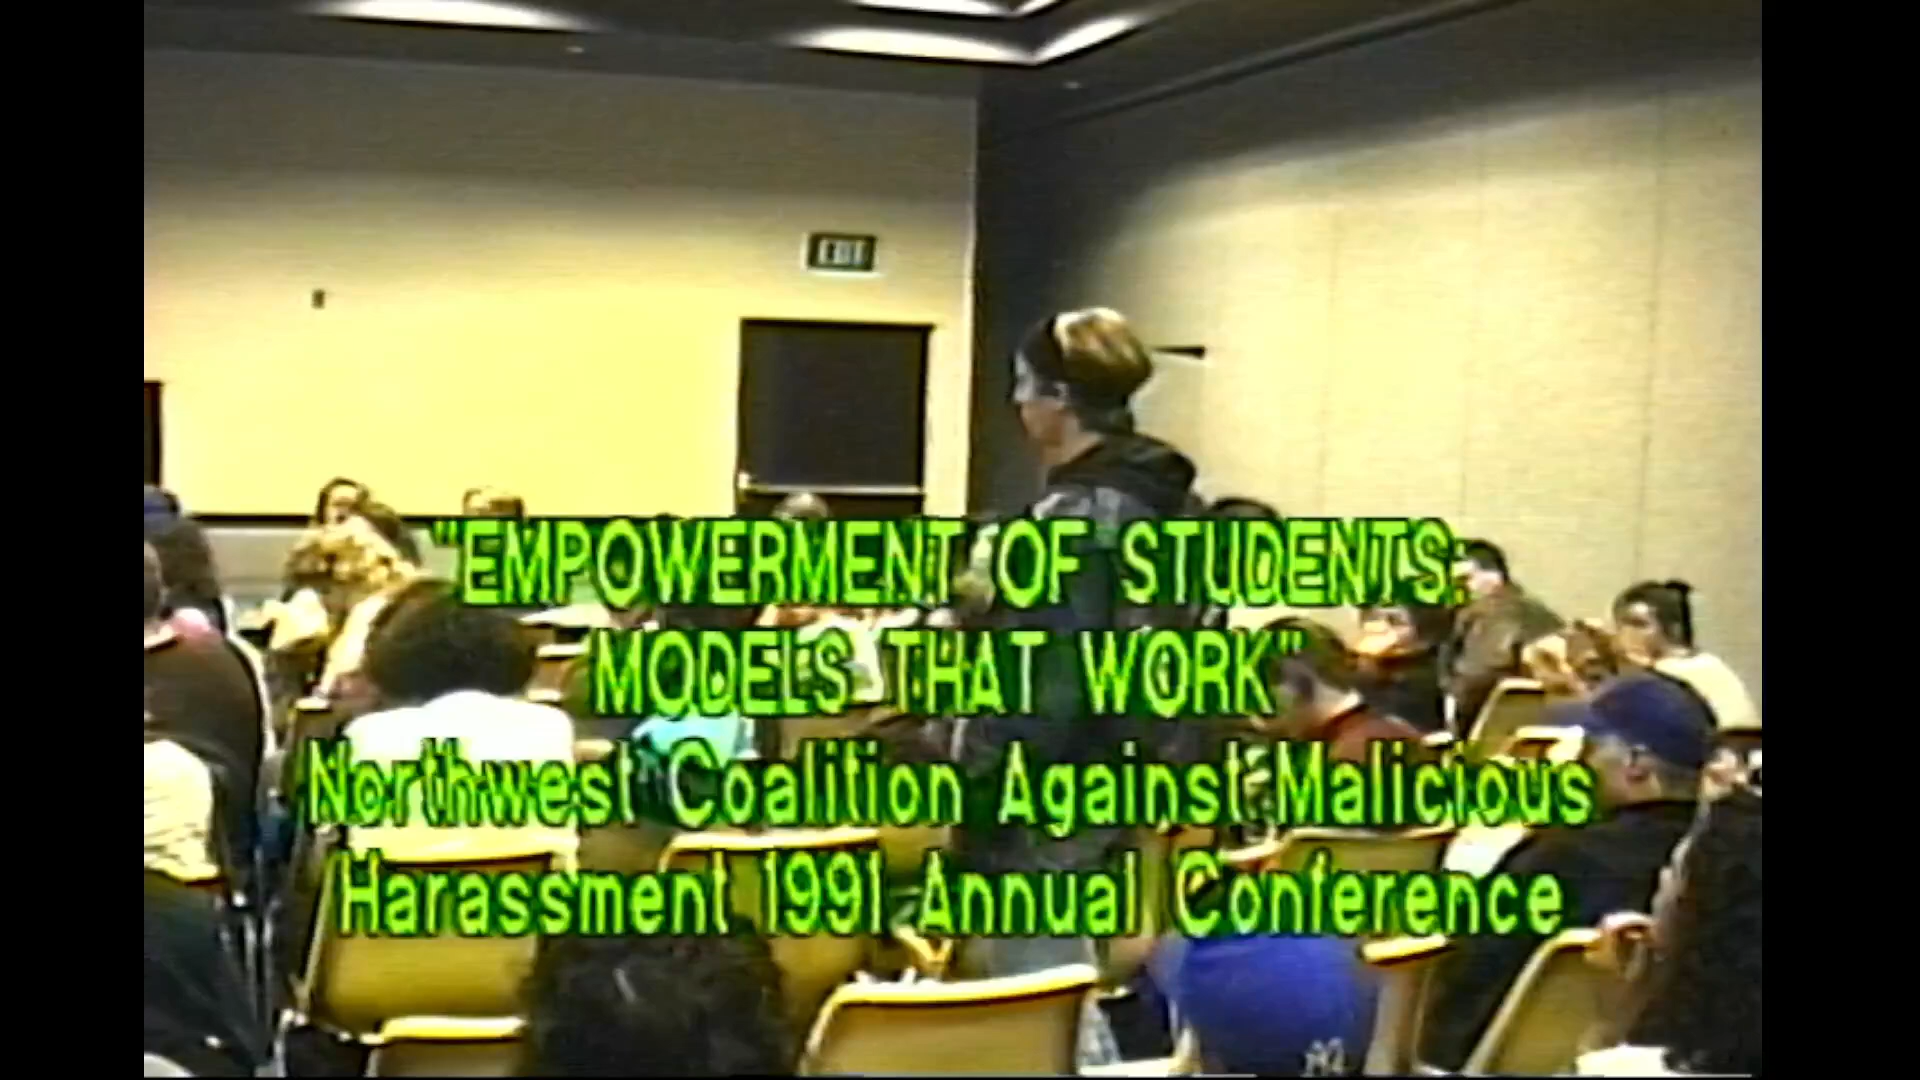 EXIT
"EMPOWERMENT OF STUDENTS:
MODELS THAT WORK"
Northwest Coalition Against Malicious
Harassment 1991 Annual Conference